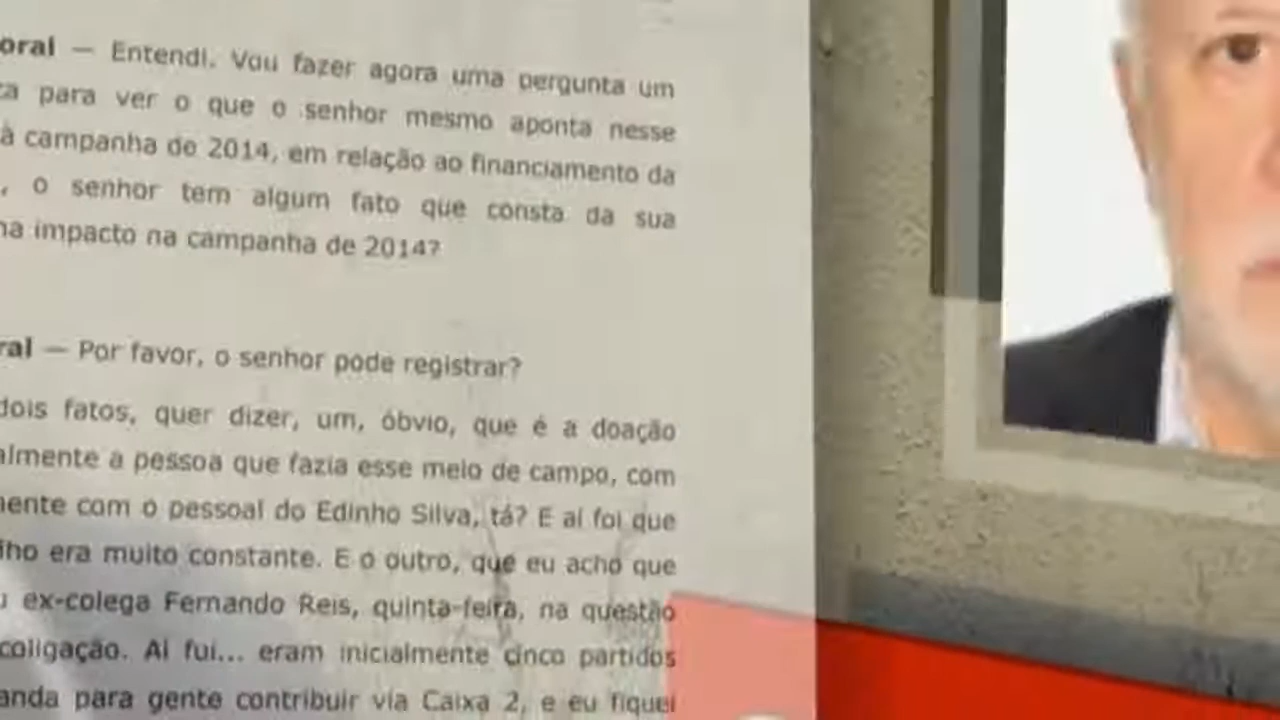 oral — Entendi. Vou fazer agora uma pergunta um
para ver o que o senhor mesmo aponta nesse
à campanha de 2014, em relação ao financiamento da
, o senhor tem algum fato que consta da sua
impacto na campanha de 2014?
ral — Por favor, o senhor pode registrar?
dois fatos, quer dizer, um, óbvio, que é a doação
almente a pessoa que fazia esse meio de campo, com
mente com o pessoal do Edinho Silva, tá? E aí foi que
lho era muito constante. E o outro, que eu acho que
ex-colega Fernando Reis, quinta-feira, na questão
coligação. Aí fui... eram inicialmente cinco partidos
anda para gente contribuir via Caixa 2, e eu fiquei